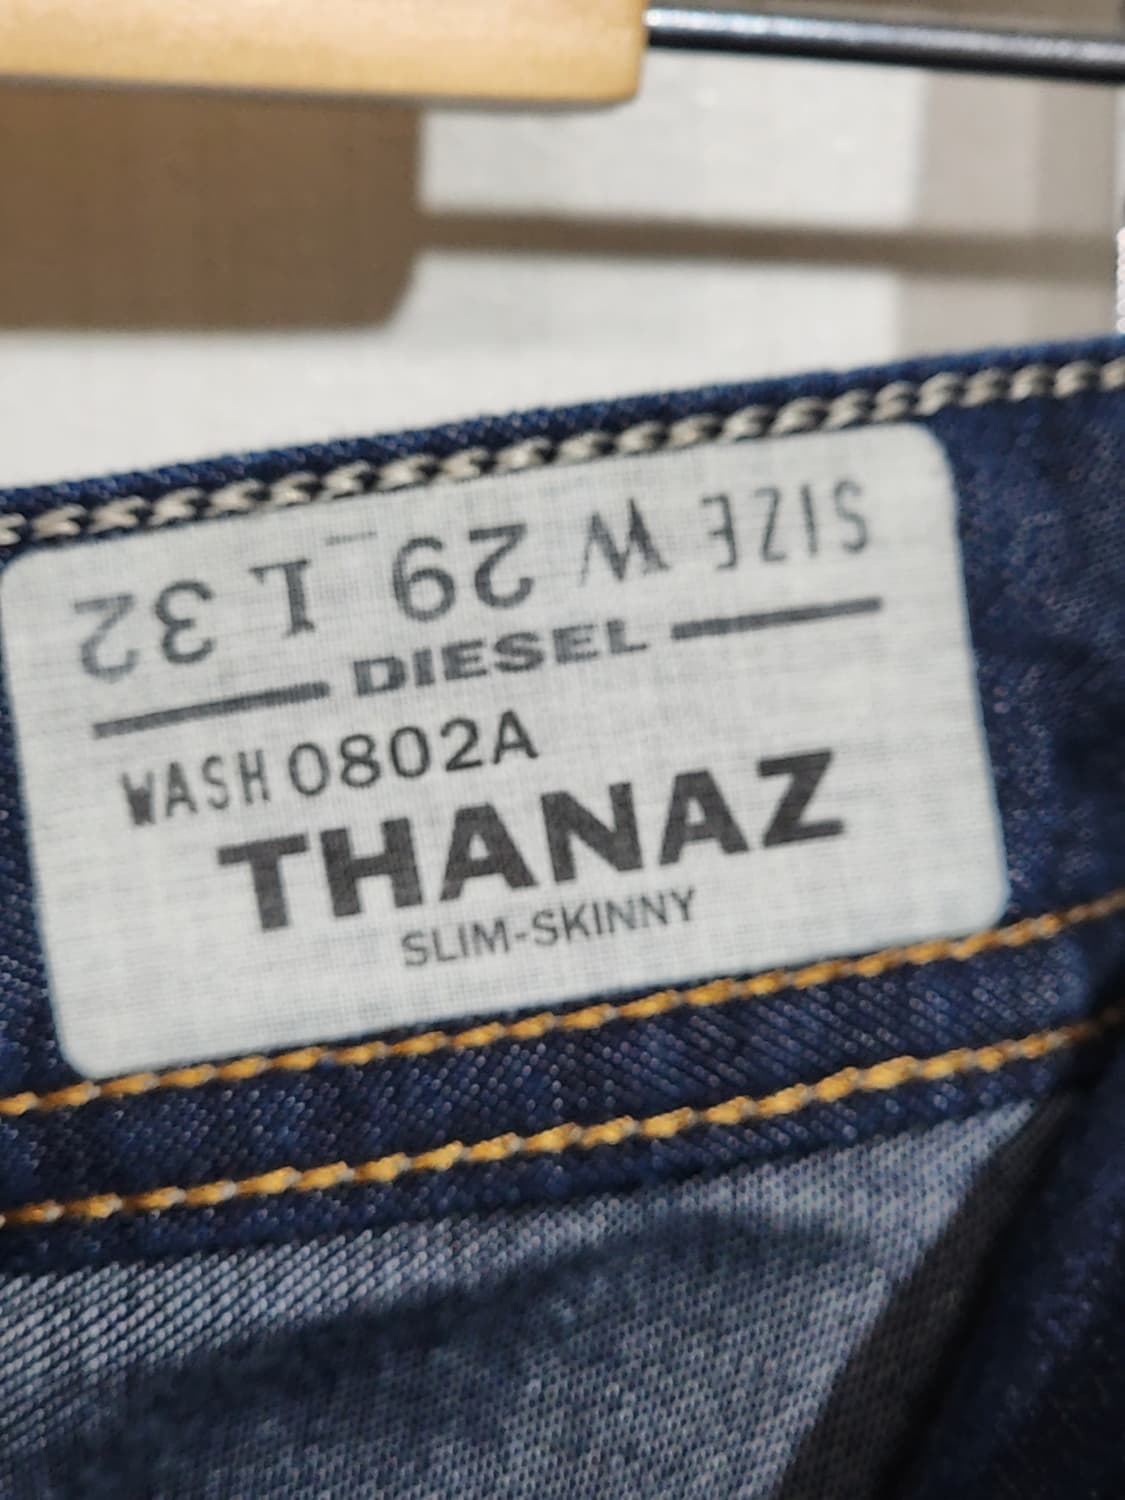 SIZE W 29 L 32
DIESEL
WASH 0802A
THANAZ
SLIM-SKINNY